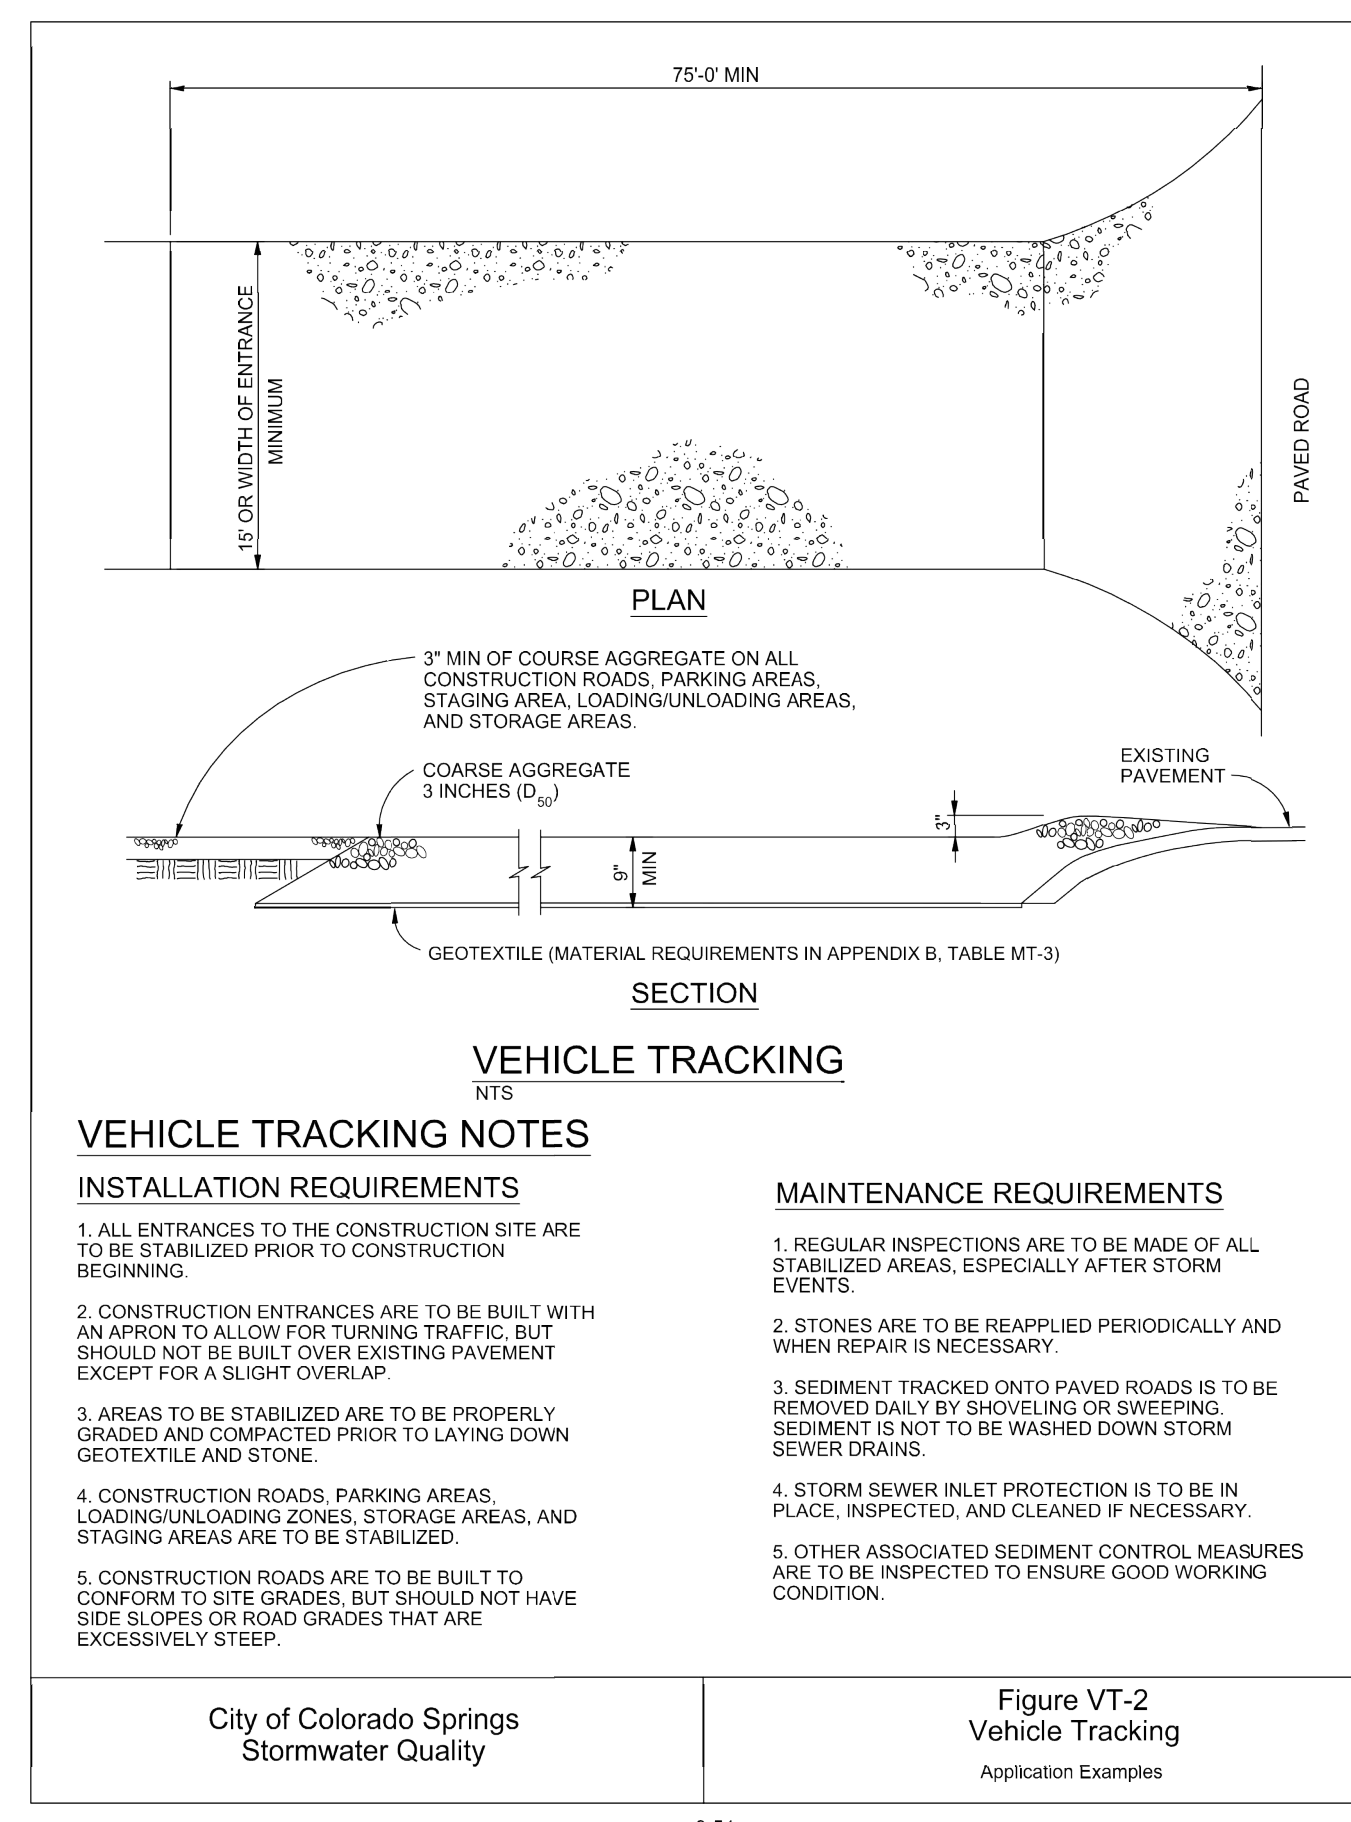 75'-0' MIN
15' OR WIDTH OF ENTRANCE
MINIMUM
PAVED ROAD
PLAN
3" MIN OF COURSE AGGREGATE ON ALL
CONSTRUCTION ROADS, PARKING AREAS,
STAGING AREA, LOADING/UNLOADING AREAS,
AND STORAGE AREAS.
COARSE AGGREGATE
3 INCHES (D50)
EXISTING
PAVEMENT
3"
9"
MIN
GEOTEXTILE (MATERIAL REQUIREMENTS IN APPENDIX B, TABLE MT-3)
SECTION
VEHICLE TRACKING
NTS
VEHICLE TRACKING NOTES
INSTALLATION REQUIREMENTS
1. ALL ENTRANCES TO THE CONSTRUCTION SITE ARE
TO BE STABILIZED PRIOR TO CONSTRUCTION
BEGINNING.
2. CONSTRUCTION ENTRANCES ARE TO BE BUILT WITH
AN APRON TO ALLOW FOR TURNING TRAFFIC, BUT
SHOULD NOT BE BUILT OVER EXISTING PAVEMENT
EXCEPT FOR A SLIGHT OVERLAP.
3. AREAS TO BE STABILIZED ARE TO BE PROPERLY
GRADED AND COMPACTED PRIOR TO LAYING DOWN
GEOTEXTILE AND STONE.
4. CONSTRUCTION ROADS, PARKING AREAS,
LOADING/UNLOADING ZONES, STORAGE AREAS, AND
STAGING AREAS ARE TO BE STABILIZED.
5. CONSTRUCTION ROADS ARE TO BE BUILT TO
CONFORM TO SITE GRADES, BUT SHOULD NOT HAVE
SIDE SLOPES OR ROAD GRADES THAT ARE
EXCESSIVELY STEEP.
MAINTENANCE REQUIREMENTS
1. REGULAR INSPECTIONS ARE TO BE MADE OF ALL
STABILIZED AREAS, ESPECIALLY AFTER STORM
EVENTS.
2. STONES ARE TO BE REAPPLIED PERIODICALLY AND
WHEN REPAIR IS NECESSARY.
3. SEDIMENT TRACKED ONTO PAVED ROADS IS TO BE
REMOVED DAILY BY SHOVELING OR SWEEPING.
SEDIMENT IS NOT TO BE WASHED DOWN STORM
SEWER DRAINS.
4. STORM SEWER INLET PROTECTION IS TO BE IN
PLACE, INSPECTED, AND CLEANED IF NECESSARY.
5. OTHER ASSOCIATED SEDIMENT CONTROL MEASURES
ARE TO BE INSPECTED TO ENSURE GOOD WORKING
CONDITION.
City of Colorado Springs
Stormwater Quality
Figure VT-2
Vehicle Tracking
Application Examples